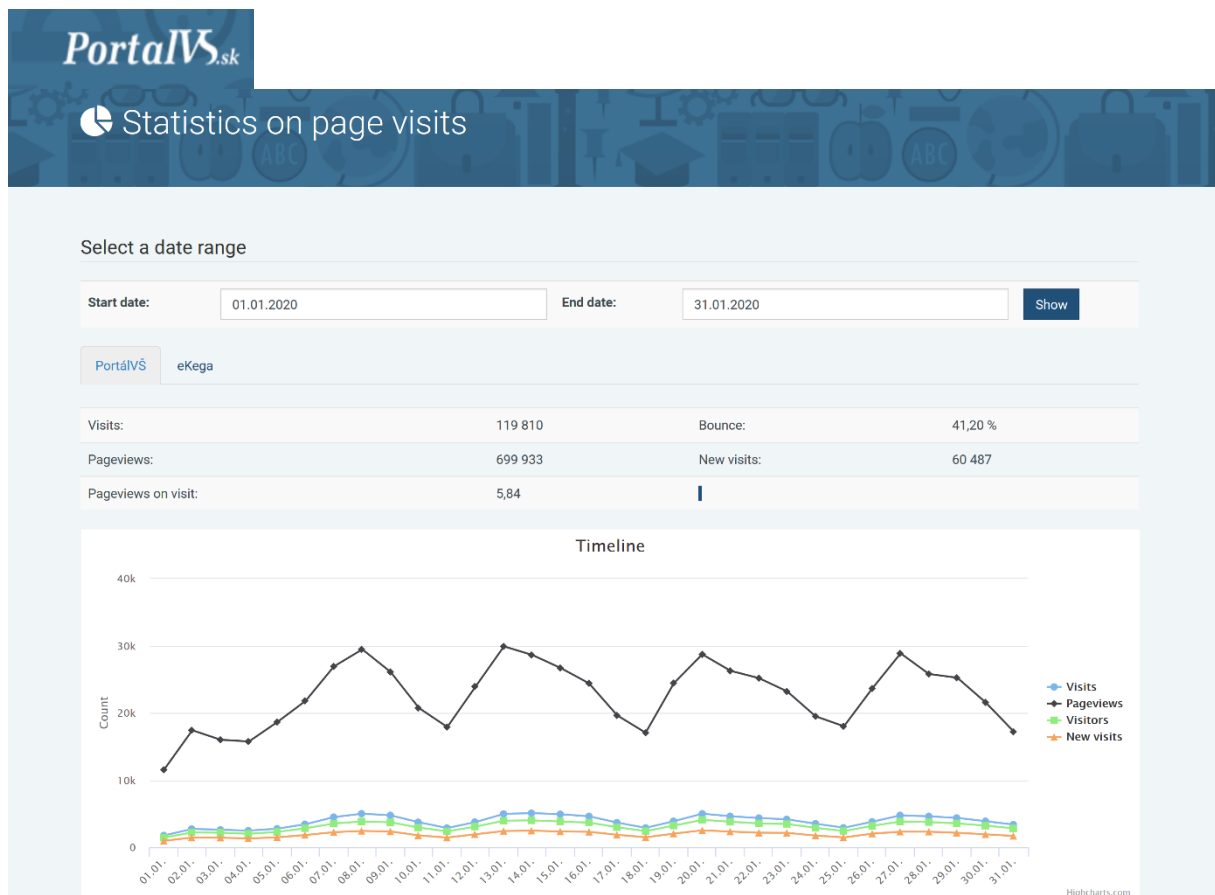 PortalVS.sk
Statistics on page visits
ABC ABC
Select a date range
Start date: 01.01.2020 End date: 31.01.2020 Show
PortálVŠ eKega
Visits: 119 810 Bounce: 41,20 %
Pageviews: 699 933 New visits: 60 487
Pageviews on visit: 5,84
Timeline
40k
30k
20k
10k
0
Count
Visits
Pageviews
Visitors
New visits
01.01. 02.01. 03.01. 04.01. 05.01. 06.01. 07.01. 08.01. 09.01. 10.01. 11.01. 12.01. 13.01. 14.01. 15.01. 16.01. 17.01. 18.01. 19.01. 20.01. 21.01. 22.01. 23.01. 24.01. 25.01. 26.01. 27.01. 28.01. 29.01. 30.01. 31.01.
Highcharts.com